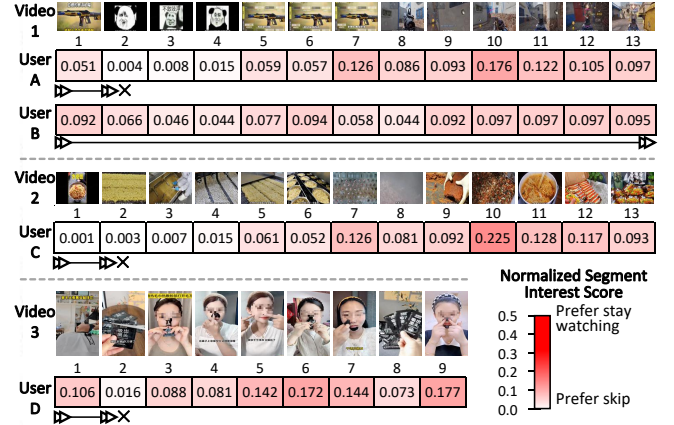 Video 1
1 2 3 4 5 6 7 8 9 10 11 12 13
User A 0.051 0.004 0.008 0.015 0.059 0.057 0.126 0.086 0.093 0.176 0.122 0.105 0.097
User B 0.092 0.066 0.046 0.044 0.077 0.094 0.058 0.044 0.092 0.097 0.097 0.097 0.095
Video 2
1 2 3 4 5 6 7 8 9 10 11 12 13
User C 0.001 0.003 0.007 0.015 0.061 0.052 0.126 0.081 0.092 0.225 0.128 0.117 0.093
Video 3
1 2 3 4 5 6 7 8 9
User D 0.106 0.016 0.088 0.081 0.142 0.172 0.144 0.073 0.177
Normalized Segment
Interest Score
0.5 Prefer stay
watching
0.4
0.3
0.2
0.1
0.0 Prefer skip